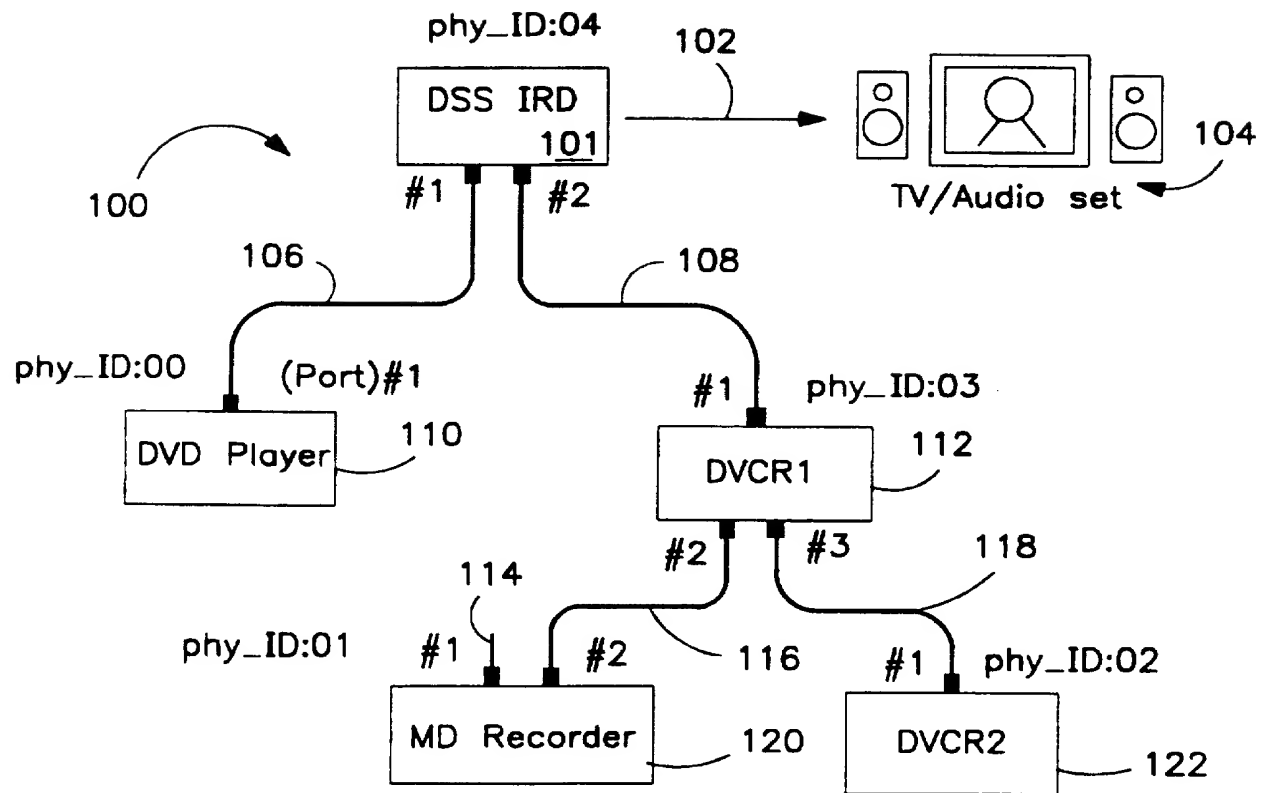 phy_ID:04
102
DSS IRD
101
104
#1
#2
TV/Audio set
100
106
108
phy_ID:00
(Port)#1
#1
phy_ID:03
DVD Player
110
112
DVCR1
#2
#3
114
118
phy_ID:01
#1
#2
116
#1
phy_ID:02
MD Recorder
120
DVCR2
122